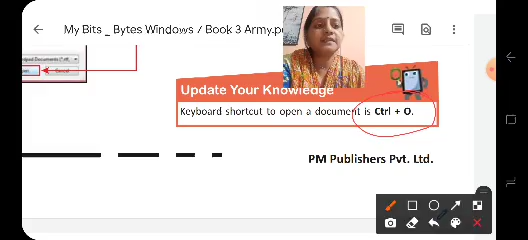 My Bits _ Bytes Windows 7 Book 3 Army.p
Cancel
Update Your Knowledge
Keyboard shortcut to open a document is Ctrl + O.
PM Publishers Pvt. Ltd.